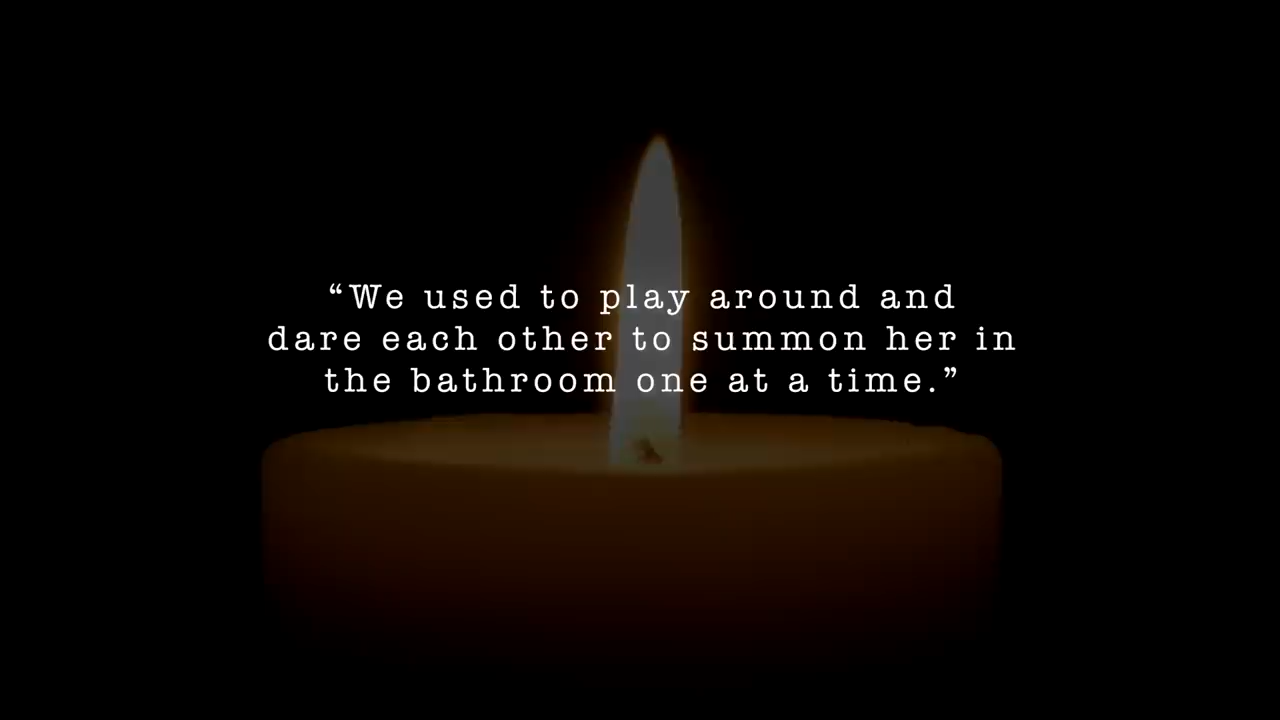 “We used to play around and
dare each other to summon her in
the bathroom one at a time.”